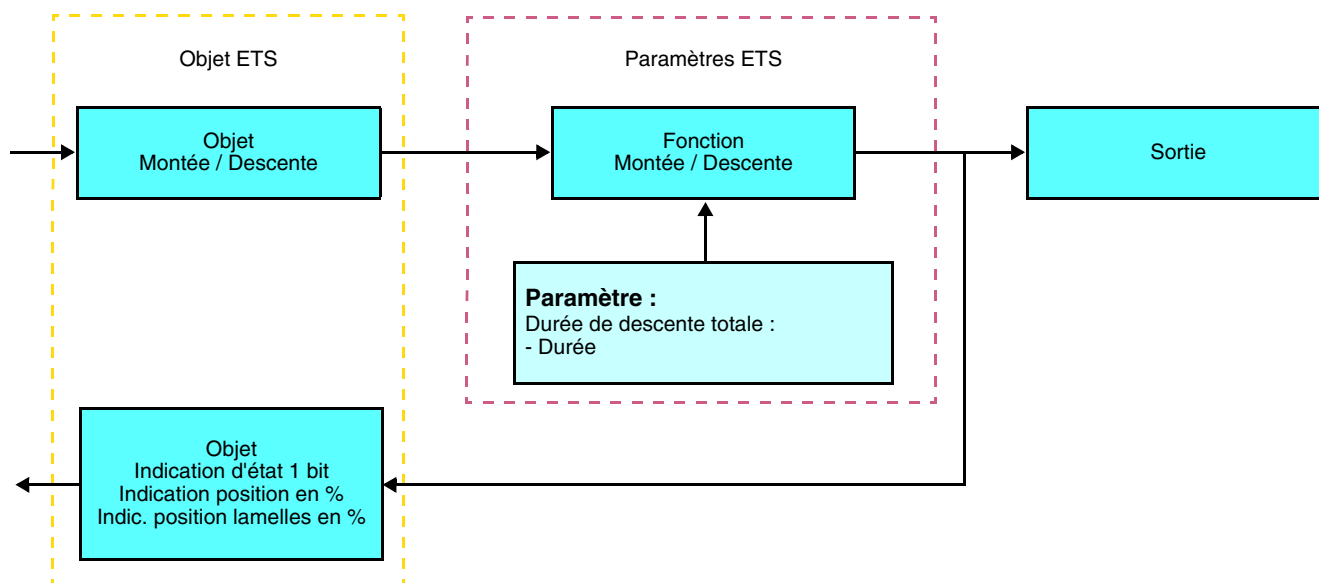 Objet ETS
Paramètres ETS
Objet
Montée / Descente
Fonction
Montée / Descente
Sortie
Paramètre :
Durée de descente totale :
- Durée
Objet
Indication d'état 1 bit
Indication position en %
Indic. position lamelles en %